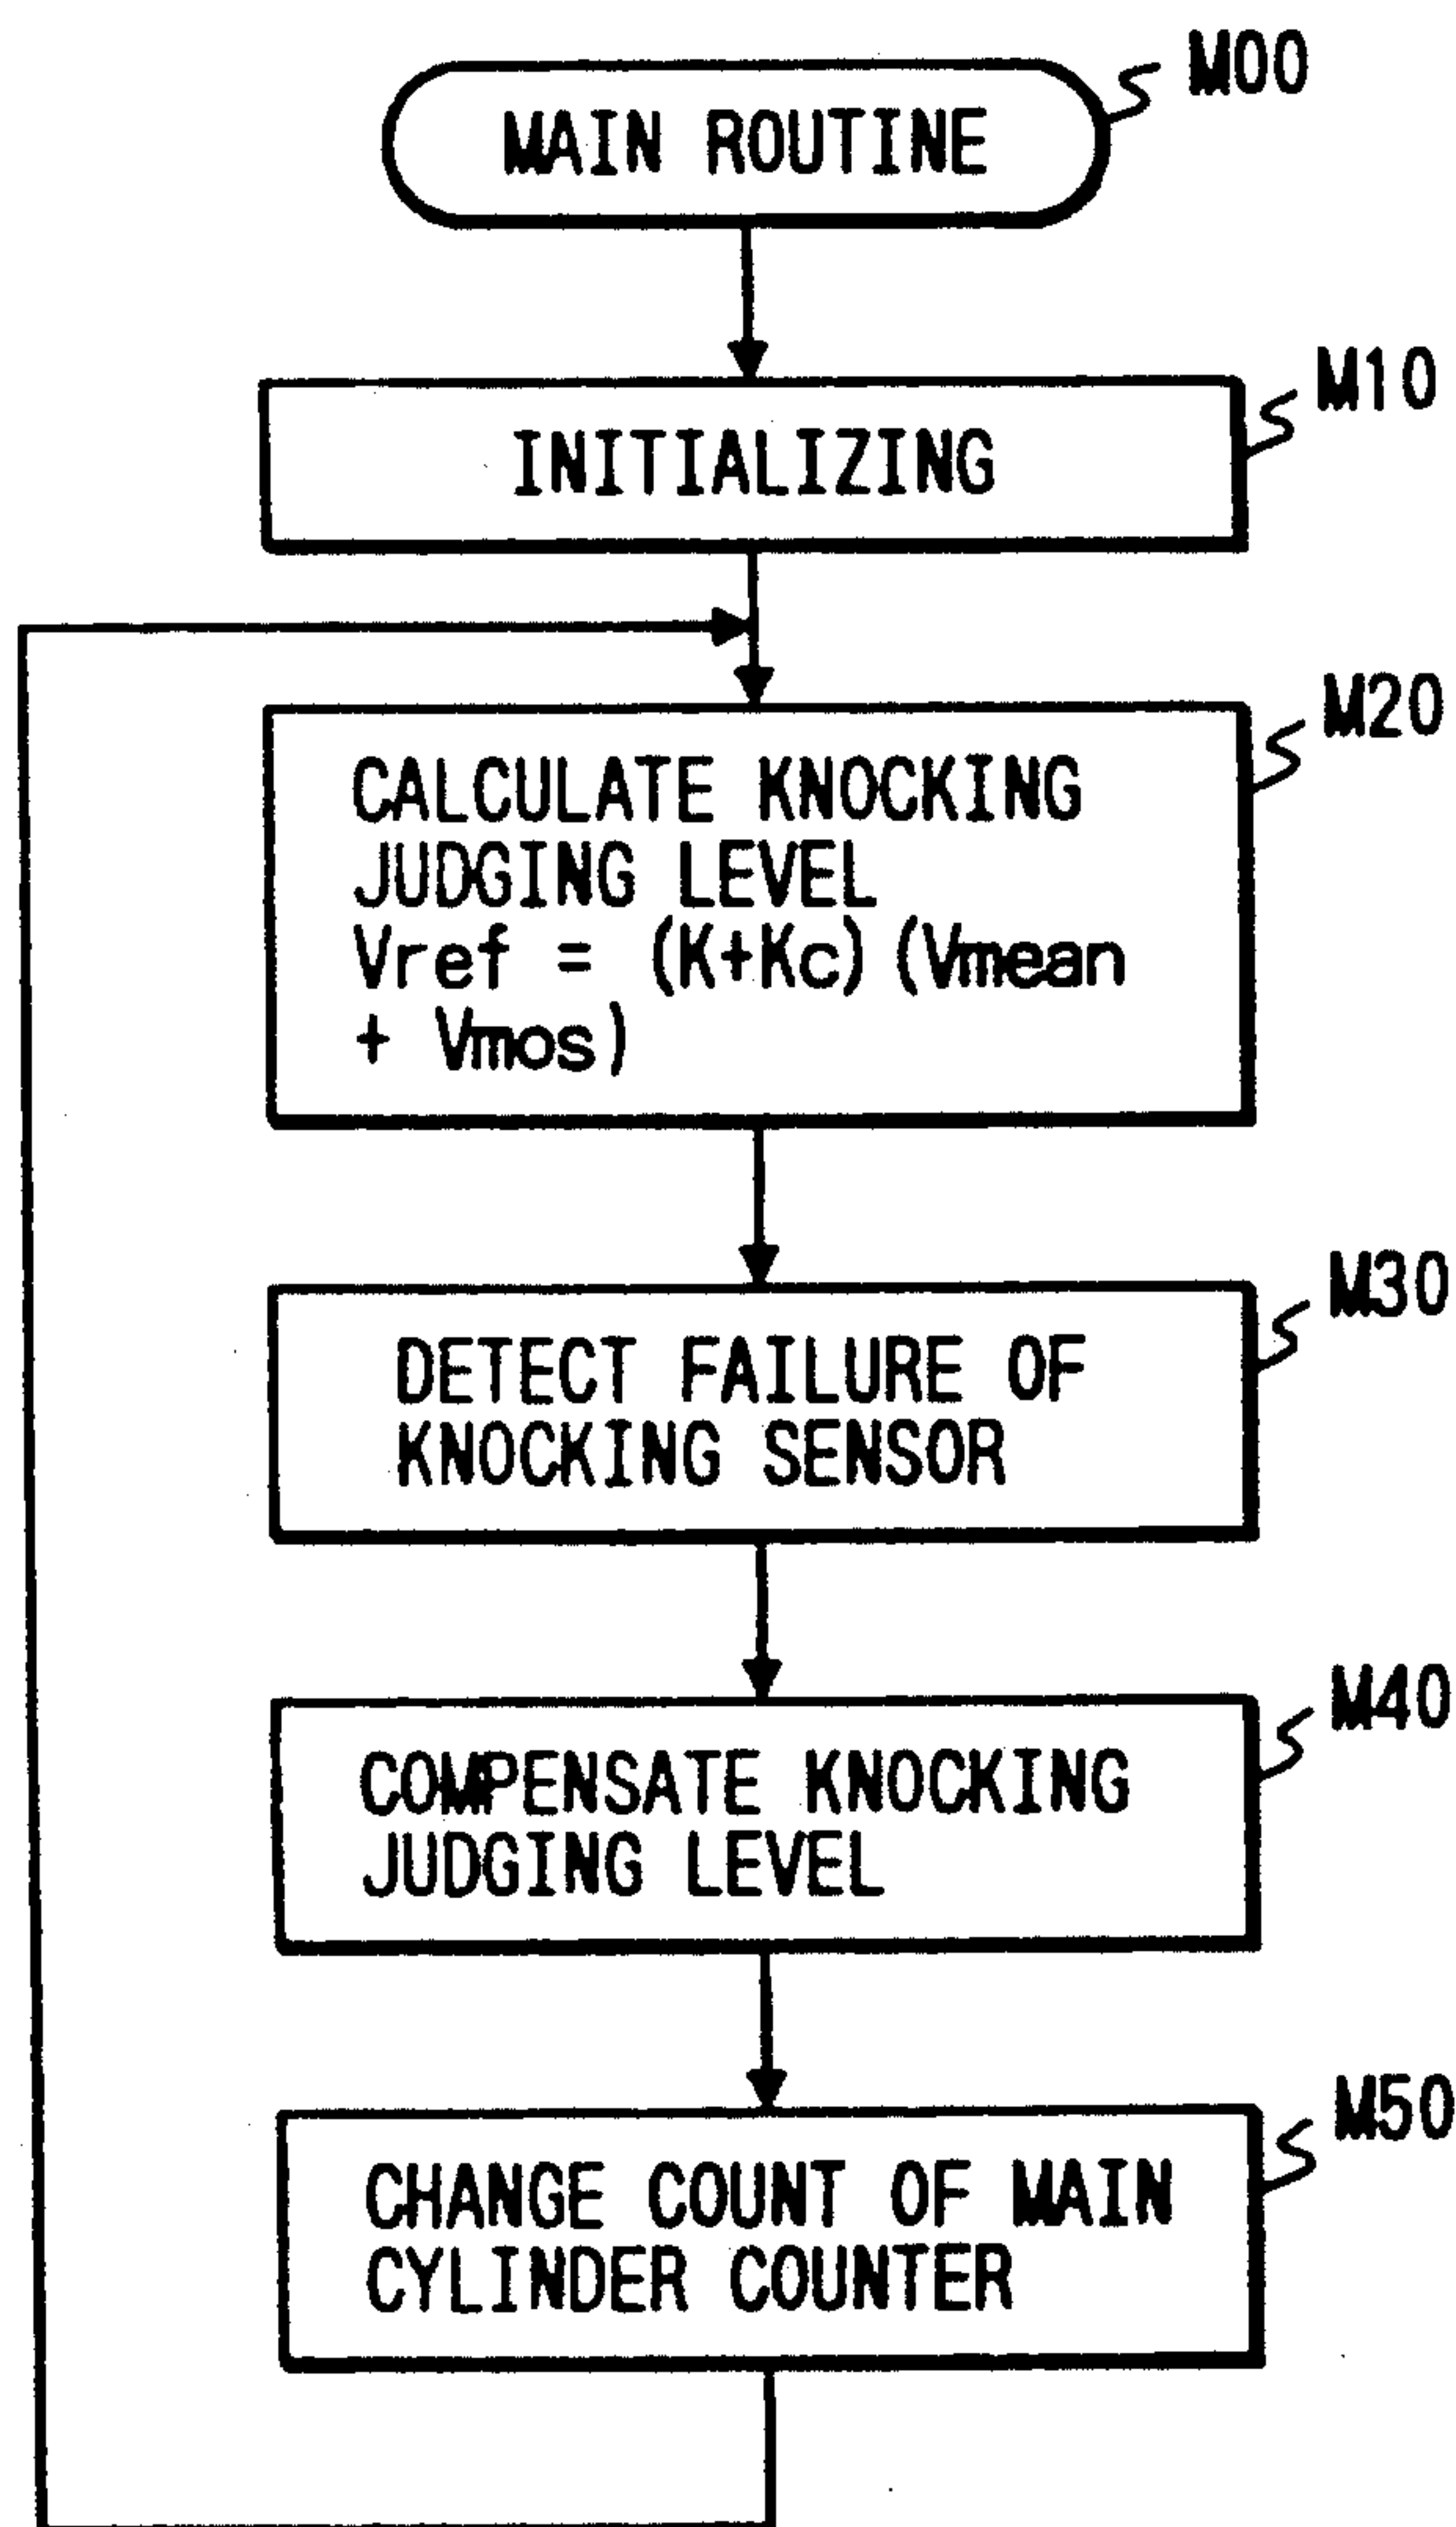 M00
MAIN ROUTINE
M10
INITIALIZING
M20
CALCULATE KNOCKING
JUDGING LEVEL
Vref = (K+Kc) (Vmean
+ Vmos)
M30
DETECT FAILURE OF
KNOCKING SENSOR
M40
COMPENSATE KNOCKING
JUDGING LEVEL
M50
CHANGE COUNT OF MAIN
CYLINDER COUNTER